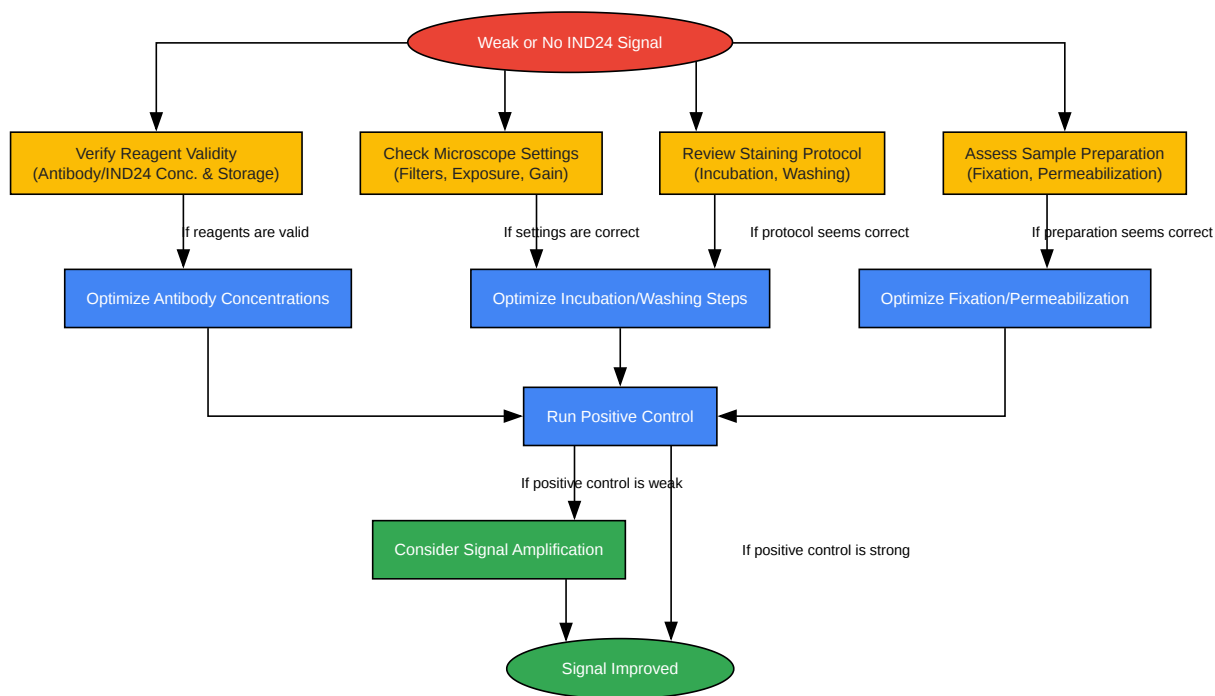 Weak or No IND24 Signal
Verify Reagent Validity
(Antibody/IND24 Conc. & Storage)
Check Microscope Settings
(Filters, Exposure, Gain)
Review Staining Protocol
(Incubation, Washing)
Assess Sample Preparation
(Fixation, Permeabilization)
If reagents are valid
If settings are correct
If protocol seems correct
If preparation seems correct
Optimize Antibody Concentrations
Optimize Incubation/Washing Steps
Optimize Fixation/Permeabilization
Run Positive Control
If positive control is weak
Consider Signal Amplification
If positive control is strong
Signal Improved